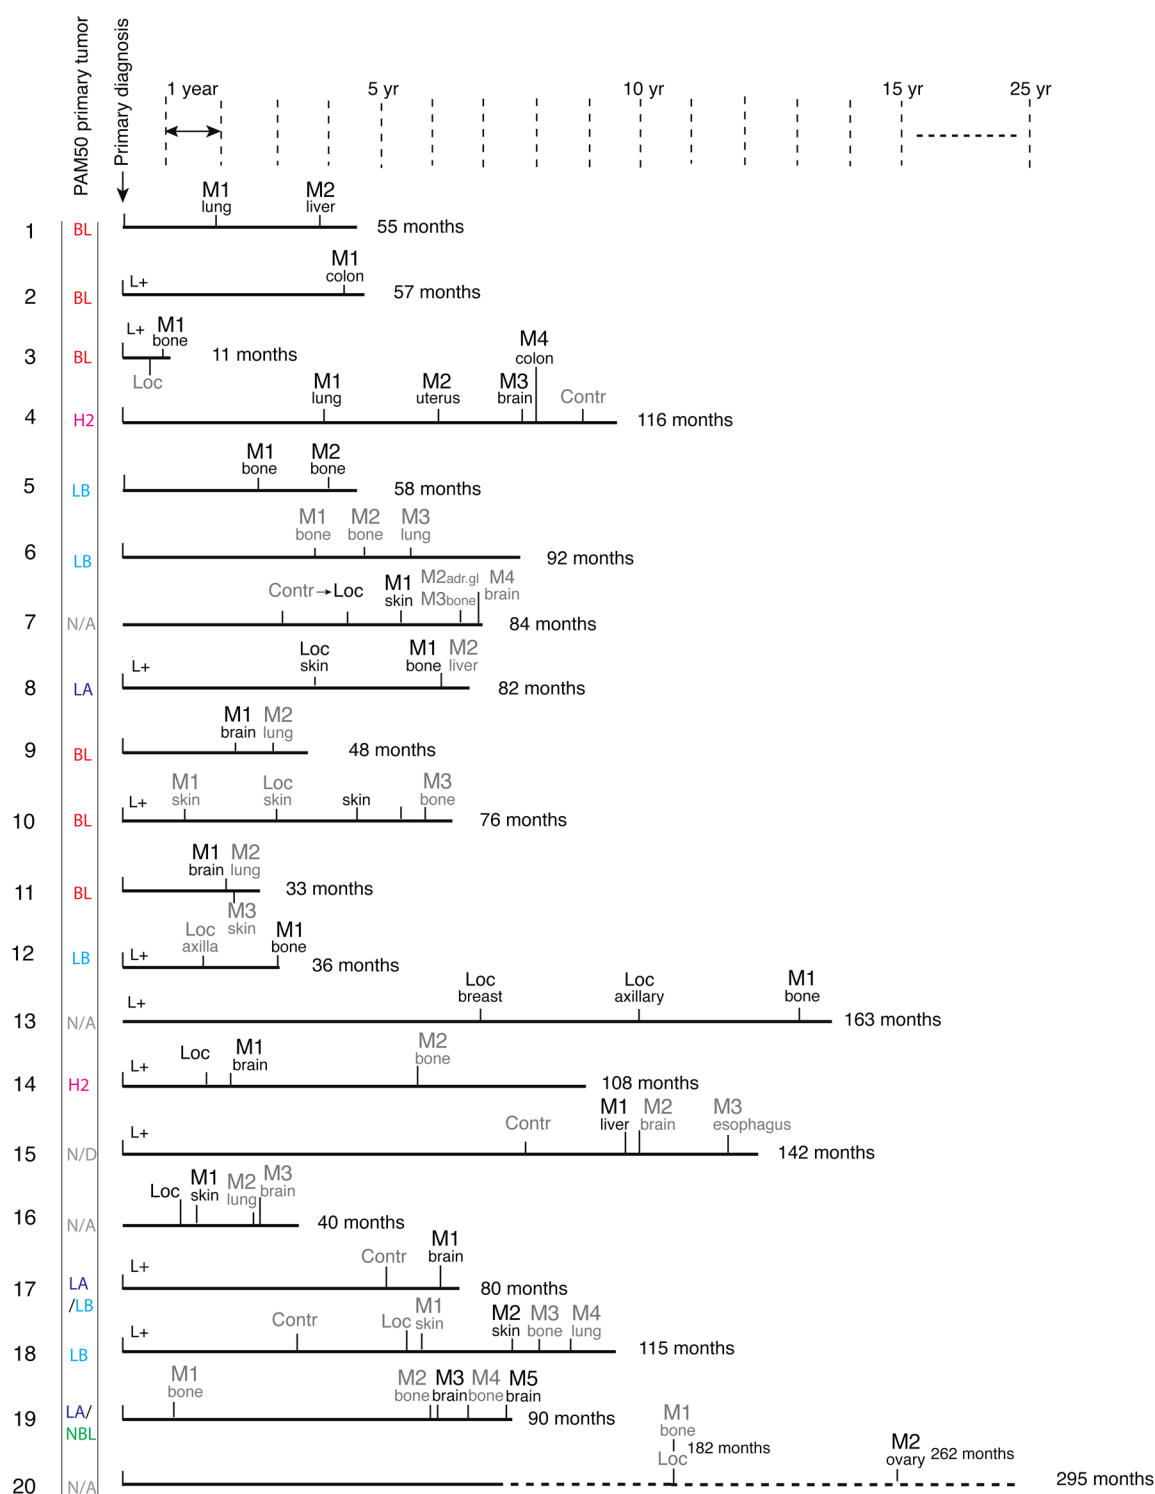 PAM50 primary tumor
Primary diagnosis
1 year 5 yr 10 yr 15 yr 25 yr
M1 M2
lung liver
1 BL 55 months
M1
colon
L+
2 BL 57 months
L+ M1
bone
3 BL 11 months
Loc
M4
colon
M1 M2 M3 Contr
lung uterus brain
4 H2 116 months
M1 M2
bone bone
5 LB 58 months
M1 M2 M3
bone bone lung
6 LB 92 months
Contr→Loc M1 M2adr.gl M4
skin M3bone brain
7 N/A 84 months
Loc M1 M2
L+ skin bone liver
8 LA 82 months
M1 M2
brain lung
9 BL 48 months
M1 Loc M3
L+ skin skin skin bone
10 BL 76 months
M1 M2
brain lung
11 BL 33 months
M3
skin
Loc M1
L+ axilla bone
12 LB 36 months
Loc Loc M1
L+ breast axillary bone
13 N/A 163 months
Loc M1 M2
L+ brain bone
14 H2 108 months
L+ Contr M1 M2 M3
liver brain esophagus
15 N/D 142 months
Loc M1 M2 M3
skin lung brain
16 N/A 40 months
L+ Contr M1
brain
17 LA
/LB 80 months
L+ Contr Loc M1 M2 M3 M4
skin skin bone lung
18 LB 115 months
M1 M2 M3 M4 M5
bone bone brain bone brain
19 LA/
NBL 90 months
M1
bone
182 months
Loc
M2
ovary 262 months
20 N/A 295 months